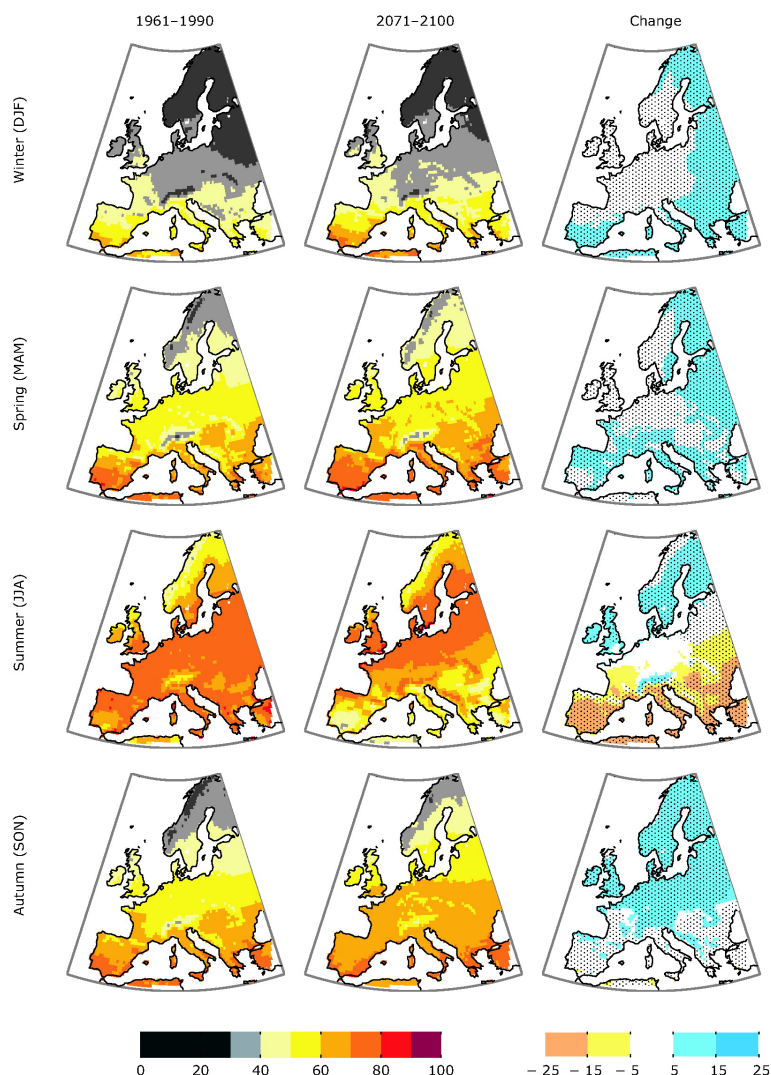 1961–1990 2071–2100 Change
Winter (DJF)
Spring (MAM)
Summer (JJA)
Autumn (SON)
0 20 40 60 80 100
− 25 − 15 − 5 5 15 25